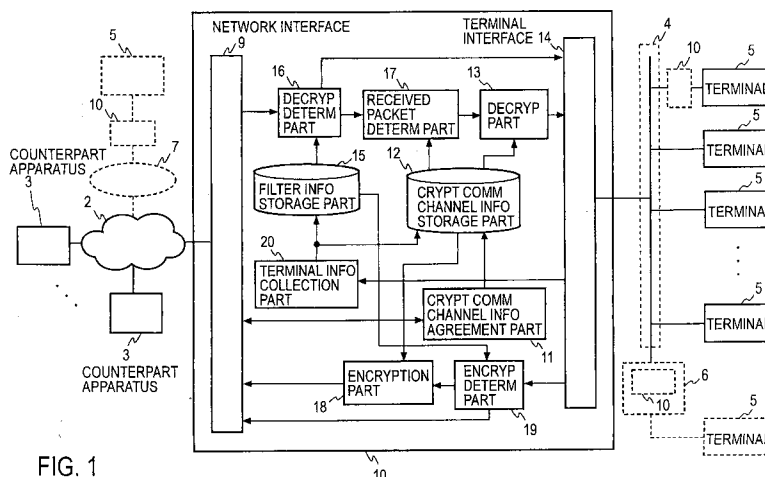 NETWORK INTERFACE
9
TERMINAL
INTERFACE
14
5
10
COUNTERPART
APPARATUS
3
2
7
3
COUNTERPART
APPARATUS
16
DECRYP
DETERM
PART
17
RECEIVED
PACKET
DETERM PART
13
DECRYP
PART
15
FILTER INFO
STORAGE PART
12
CRYPT COMM
CHANNEL INFO
STORAGE PART
20
TERMINAL INFO
COLLECTION
PART
CRYPT COMM
CHANNEL INFO
AGREEMENT PART
11
ENCRYPTION
PART
18
ENCRYP
DETERM
PART
19
10
4
10
5
TERMINAL
5
TERMINAL
5
TERMINAL
5
TERMINAL
6
10
5
TERMINAL
FIG. 1